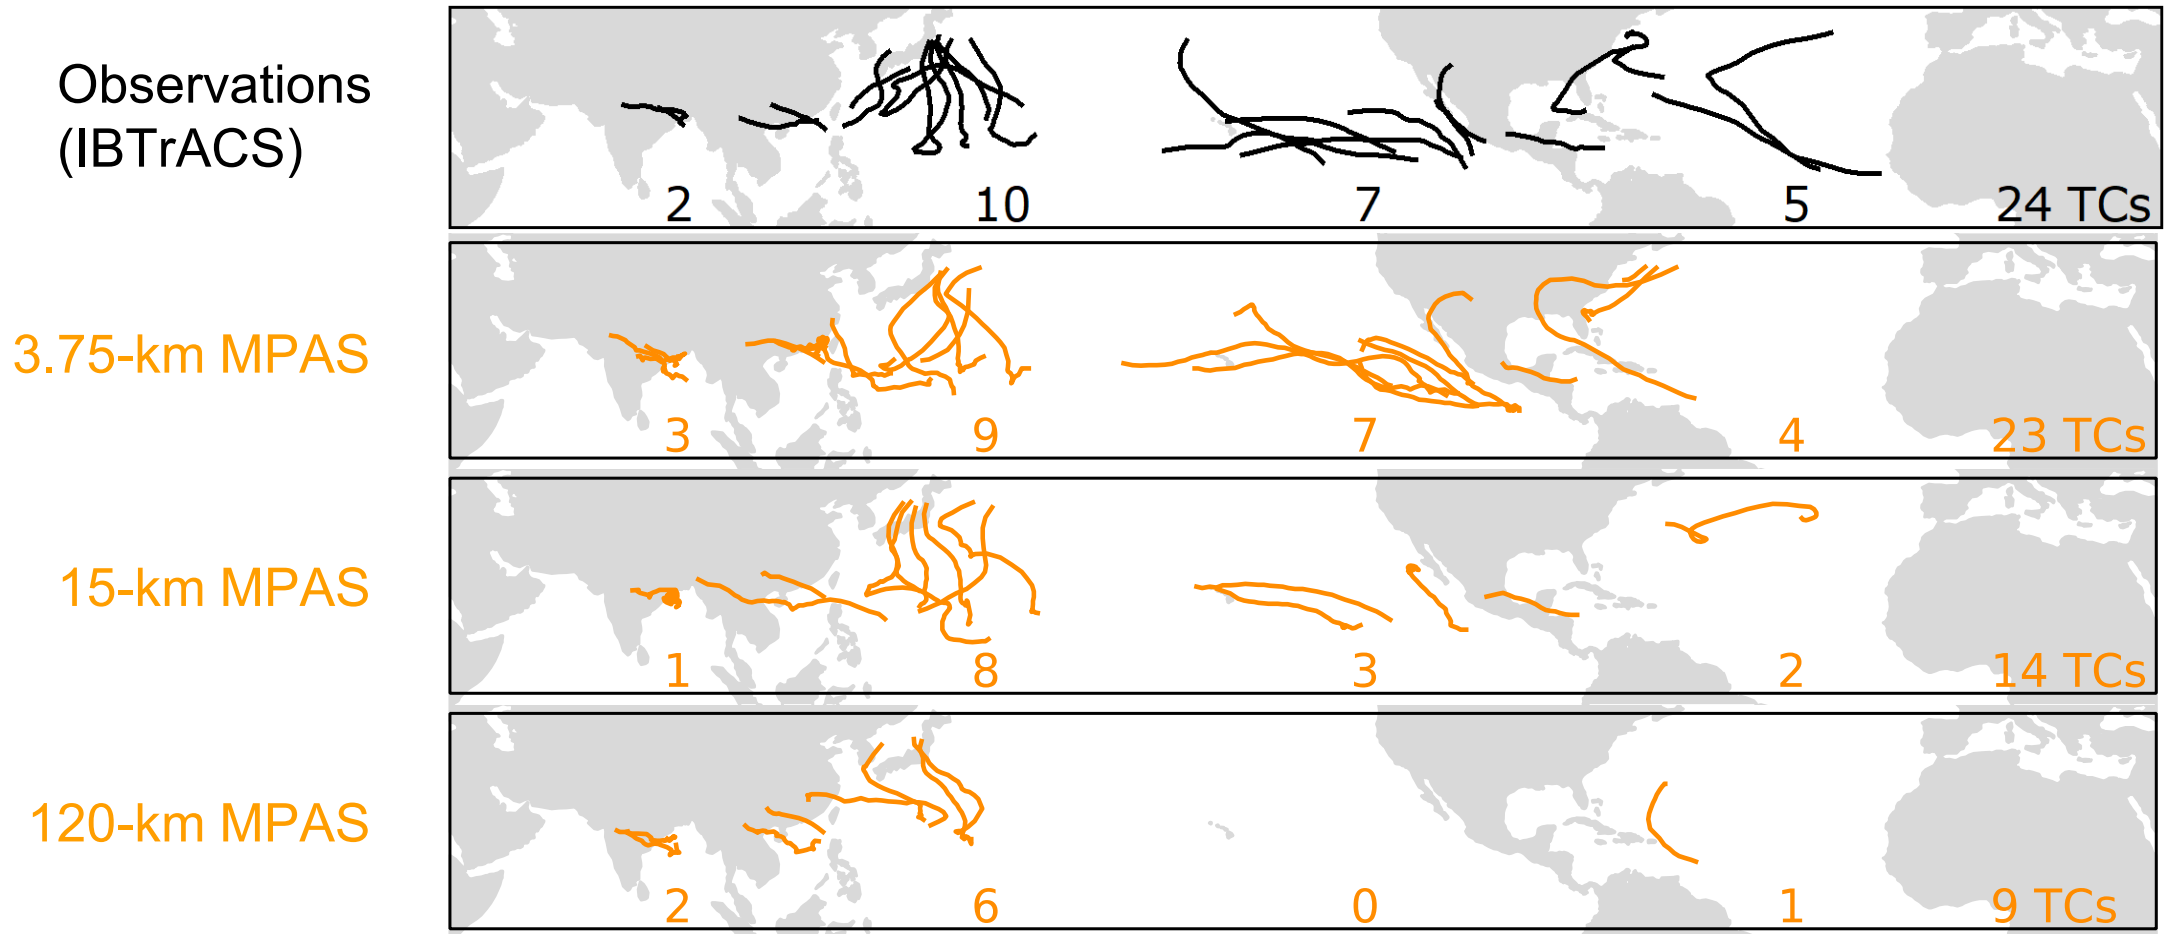 Observations
(IBTrACS)
2 10 7 5 24 TCs
3.75-km MPAS
3 9 7 4 23 TCs
15-km MPAS
1 8 3 2 14 TCs
120-km MPAS
2 6 0 1 9 TCs